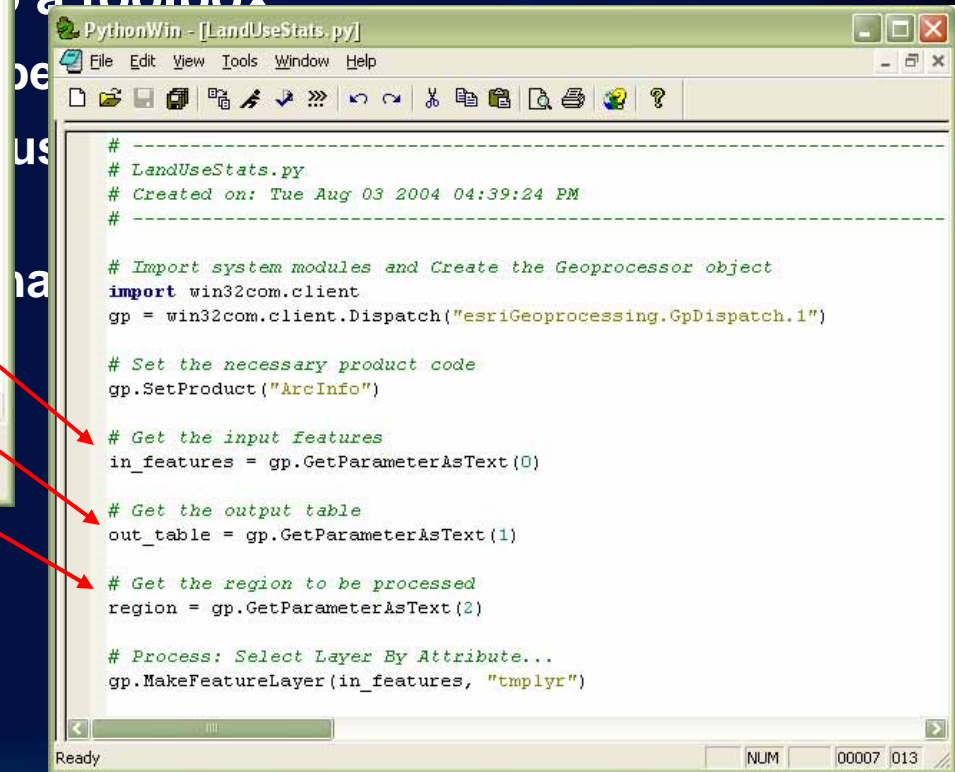 a toolbox
PythonWin - [LandUseStats.py]
File Edit View Tools Window Help
# ----------------------------------------------------------------------
# LandUseStats.py
# Created on: Tue Aug 03 2004 04:39:24 PM
# ----------------------------------------------------------------------
# Import system modules and Create the Geoprocessor object
import win32com.client
gp = win32com.client.Dispatch("esriGeoprocessing.GpDispatch.1")
# Set the necessary product code
gp.SetProduct("ArcInfo")
# Get the input features
in_features = gp.GetParameterAsText(0)
# Get the output table
out_table = gp.GetParameterAsText(1)
# Get the region to be processed
region = gp.GetParameterAsText(2)
# Process: Select Layer By Attribute...
gp.MakeFeatureLayer(in_features, "tmplyr")
Ready NUM 00007 013